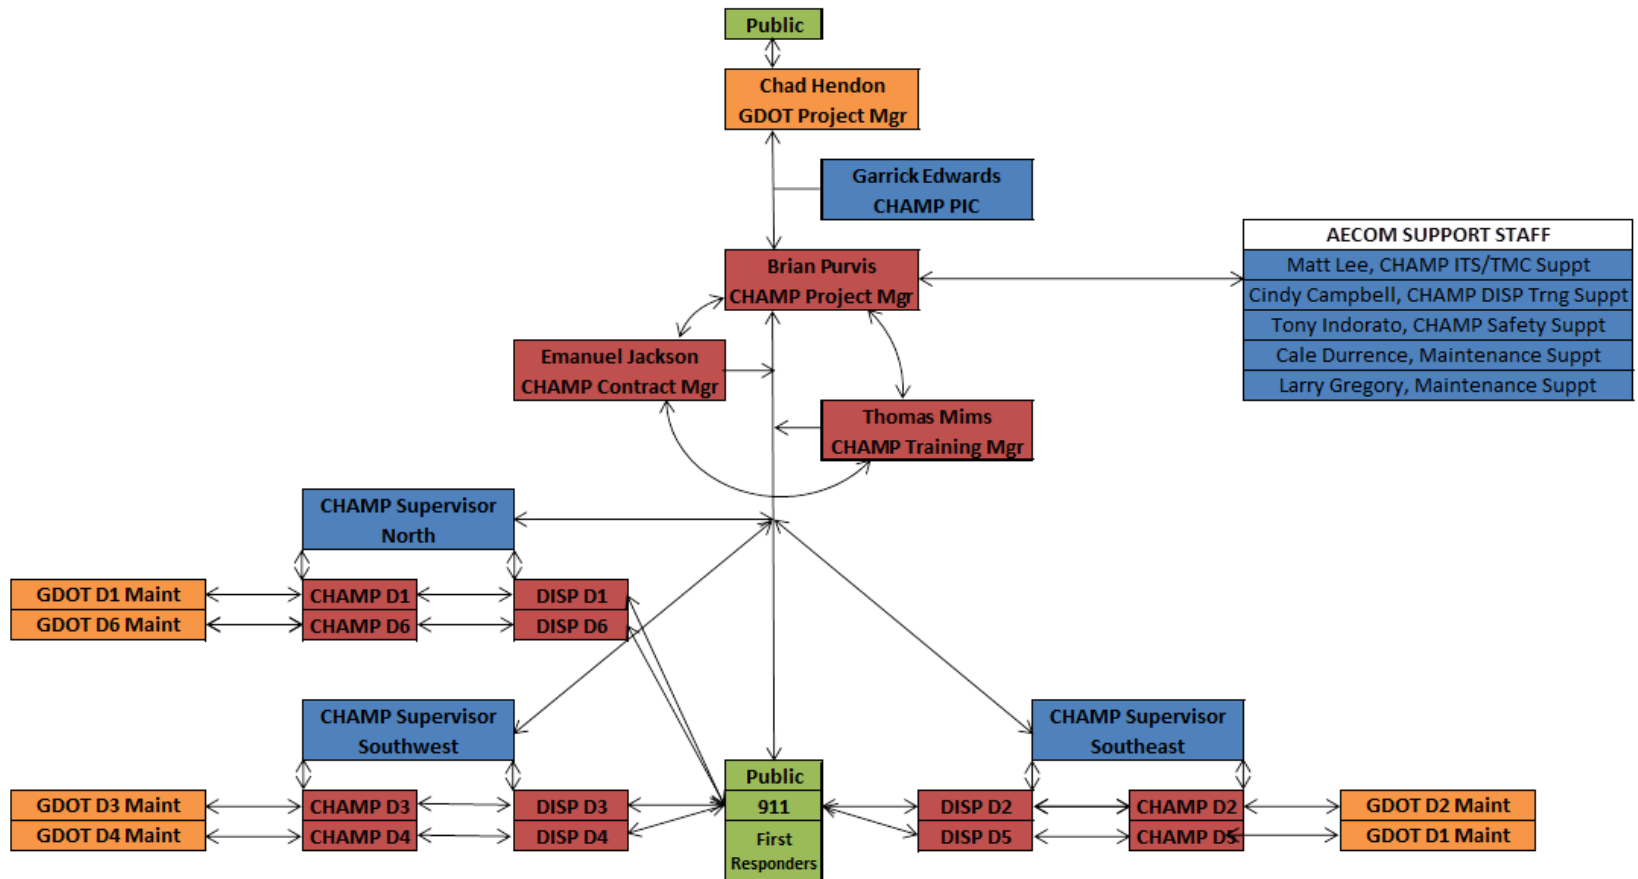 Public
Chad Hendon
GDOT Project Mgr
Garrick Edwards
CHAMP PIC
Brian Purvis
CHAMP Project Mgr
AECOM SUPPORT STAFF
Matt Lee, CHAMP ITS/TMC Suppt
Cindy Campbell, CHAMP DISP Trng Suppt
Tony Indorato, CHAMP Safety Suppt
Cale Durrence, Maintenance Suppt
Larry Gregory, Maintenance Suppt
Emanuel Jackson
CHAMP Contract Mgr
Thomas Mims
CHAMP Training Mgr
CHAMP Supervisor
North
GDOT D1 Maint
CHAMP D1
DISP D1
GDOT D6 Maint
CHAMP D6
DISP D6
CHAMP Supervisor
Southwest
CHAMP Supervisor
Southeast
Public
GDOT D3 Maint
CHAMP D3
DISP D3
911
DISP D2
CHAMP D2
GDOT D2 Maint
GDOT D4 Maint
CHAMP D4
DISP D4
First
Responders
DISP D5
CHAMP D5
GDOT D1 Maint